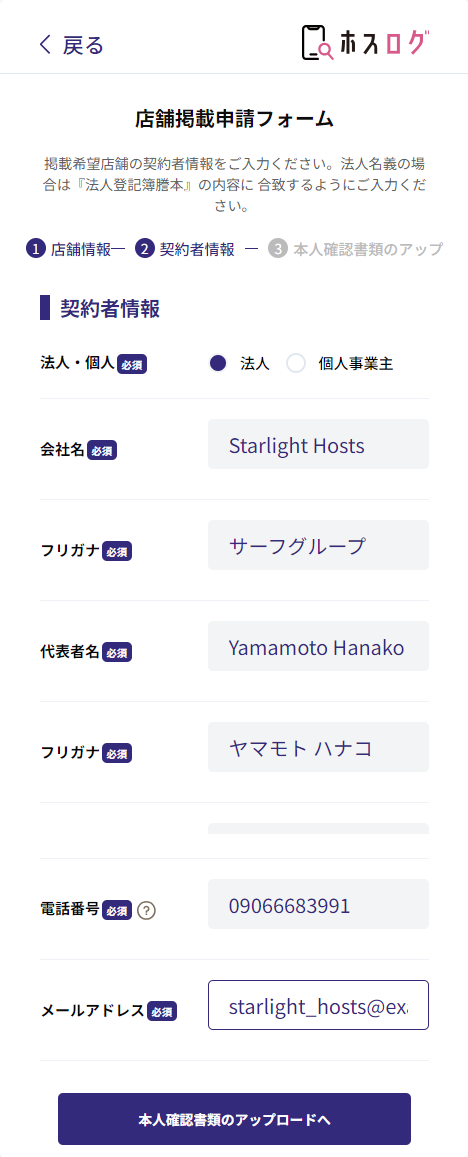 戻る
ホスログ
店舗掲載申請フォーム
掲載希望店舗の契約者情報をご入力ください。法人名義の場
合は『法人登記簿謄本』の内容に 合致するようにご入力くだ
さい。
1 店舗情報 2 契約者情報 3 本人確認書類のアップ
契約者情報
法人・個人 必須 法人 個人事業主
会社名 必須 Starlight Hosts
フリガナ 必須 サーフグループ
代表者名 必須 Yamamoto Hanako
フリガナ 必須 ヤマモト ハナコ
電話番号 必須 ? 09066683991
メールアドレス 必須 starlight_hosts@ex
本人確認書類のアップロードへ